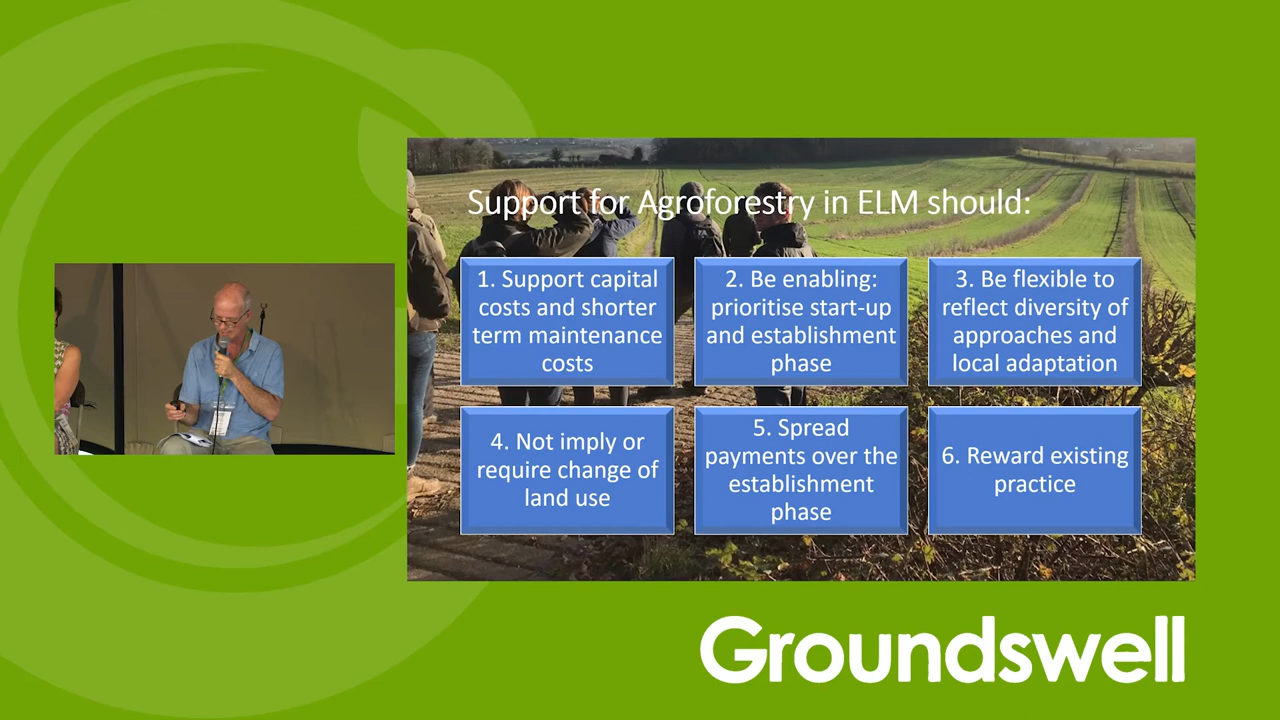 Support for Agroforestry in ELM should:
1. Support capital
costs and shorter
term maintenance
costs
2. Be enabling:
prioritise start-up
and establishment
phase
3. Be flexible to
reflect diversity of
approaches and
local adaptation
4. Not imply or
require change of
land use
5. Spread
payments over the
establishment
phase
6. Reward existing
practice
Groundswell